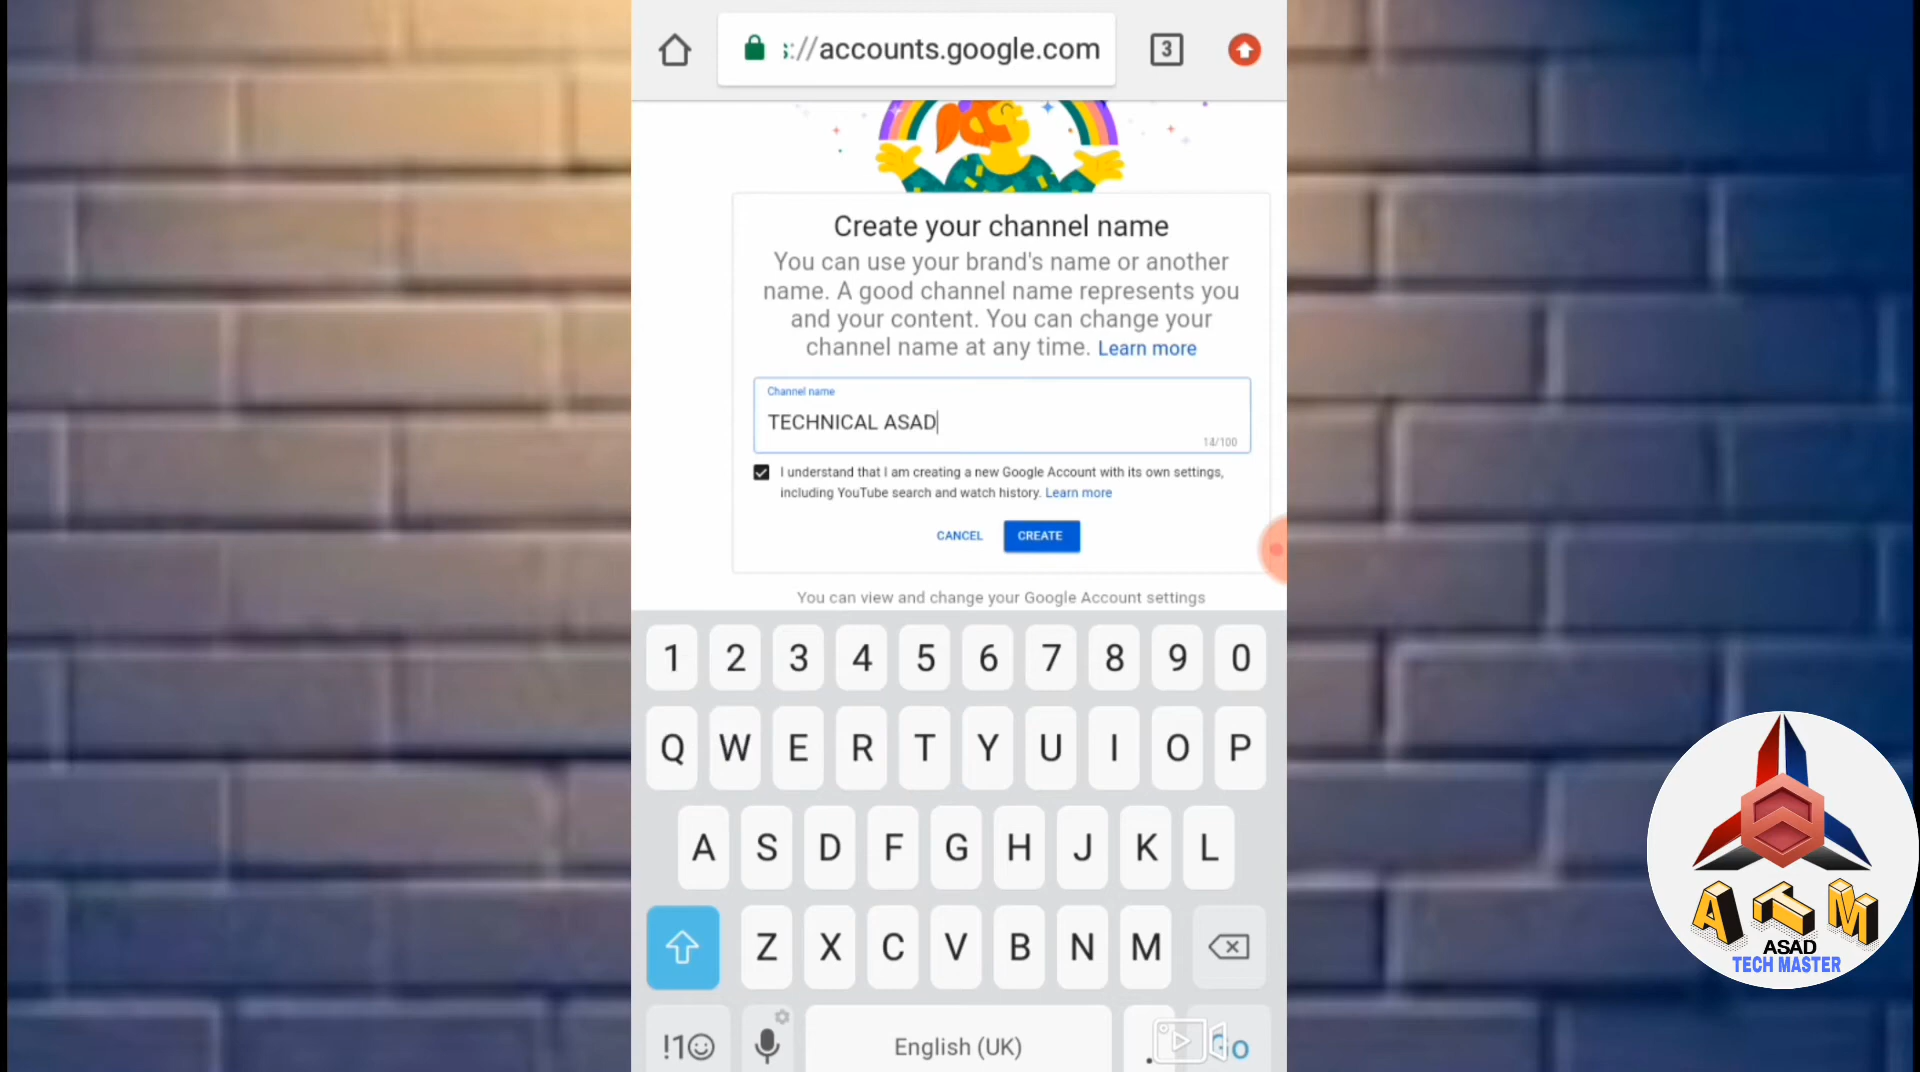 ://accounts.google.com
3
Create your channel name
You can use your brand's name or another
name. A good channel name represents you
and your content. You can change your
channel name at any time. Learn more
Channel name
TECHNICAL ASAD
14/100
I understand that I am creating a new Google Account with its own settings,
including YouTube search and watch history. Learn more
CANCEL CREATE
You can view and change your Google Account settings
1 2 3 4 5 6 7 8 9 0
Q W E R T Y U I O P
A S D F G H J K L
Z X C V B N M
!1☺ English (UK) .
ATM
ASAD
TECH MASTER